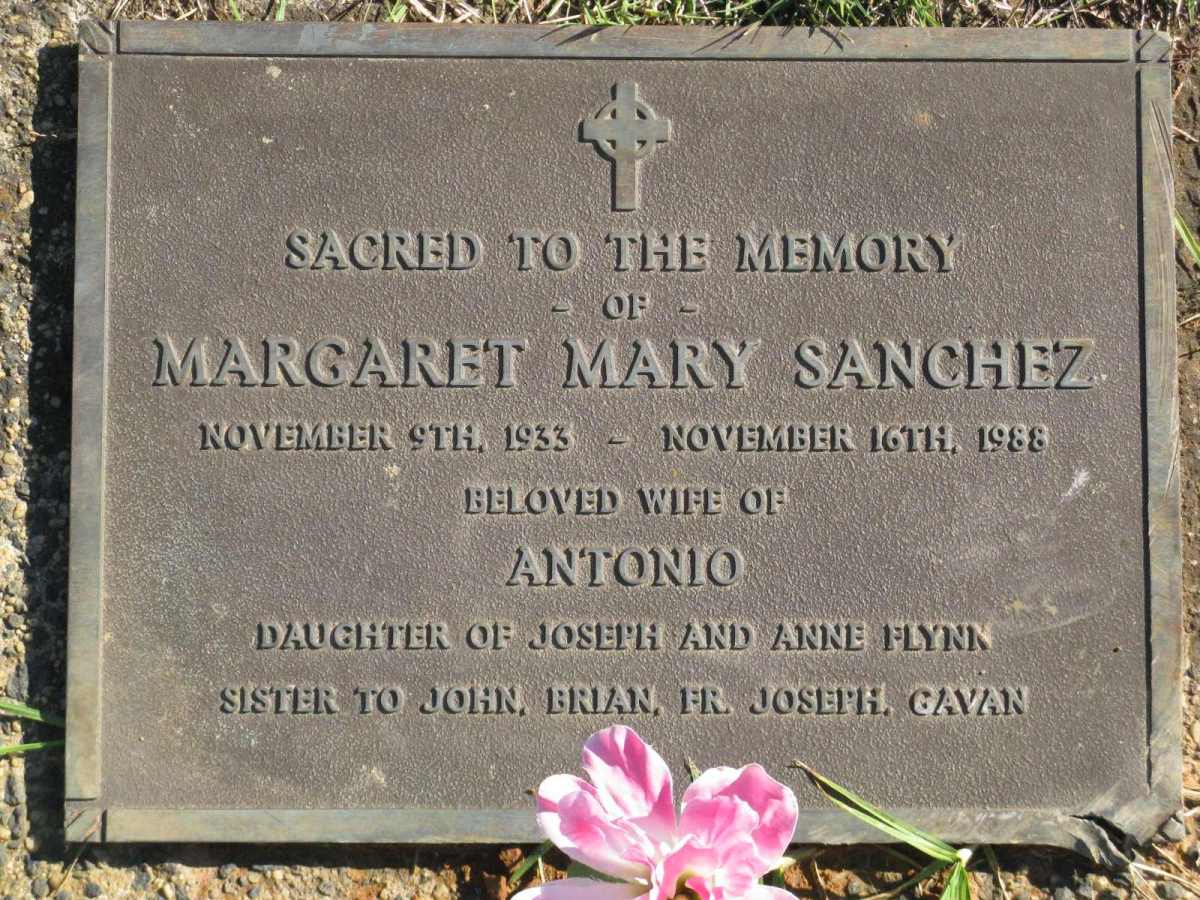 SACRED TO THE MEMORY
- OF -
MARGARET MARY SANCHEZ
NOVEMBER 9TH, 1933 - NOVEMBER 16TH, 1988
BELOVED WIFE OF
ANTONIO
DAUGHTER OF JOSEPH AND ANNE FLYNN
SISTER TO JOHN, BRIAN, FR. JOSEPH, GAVAN